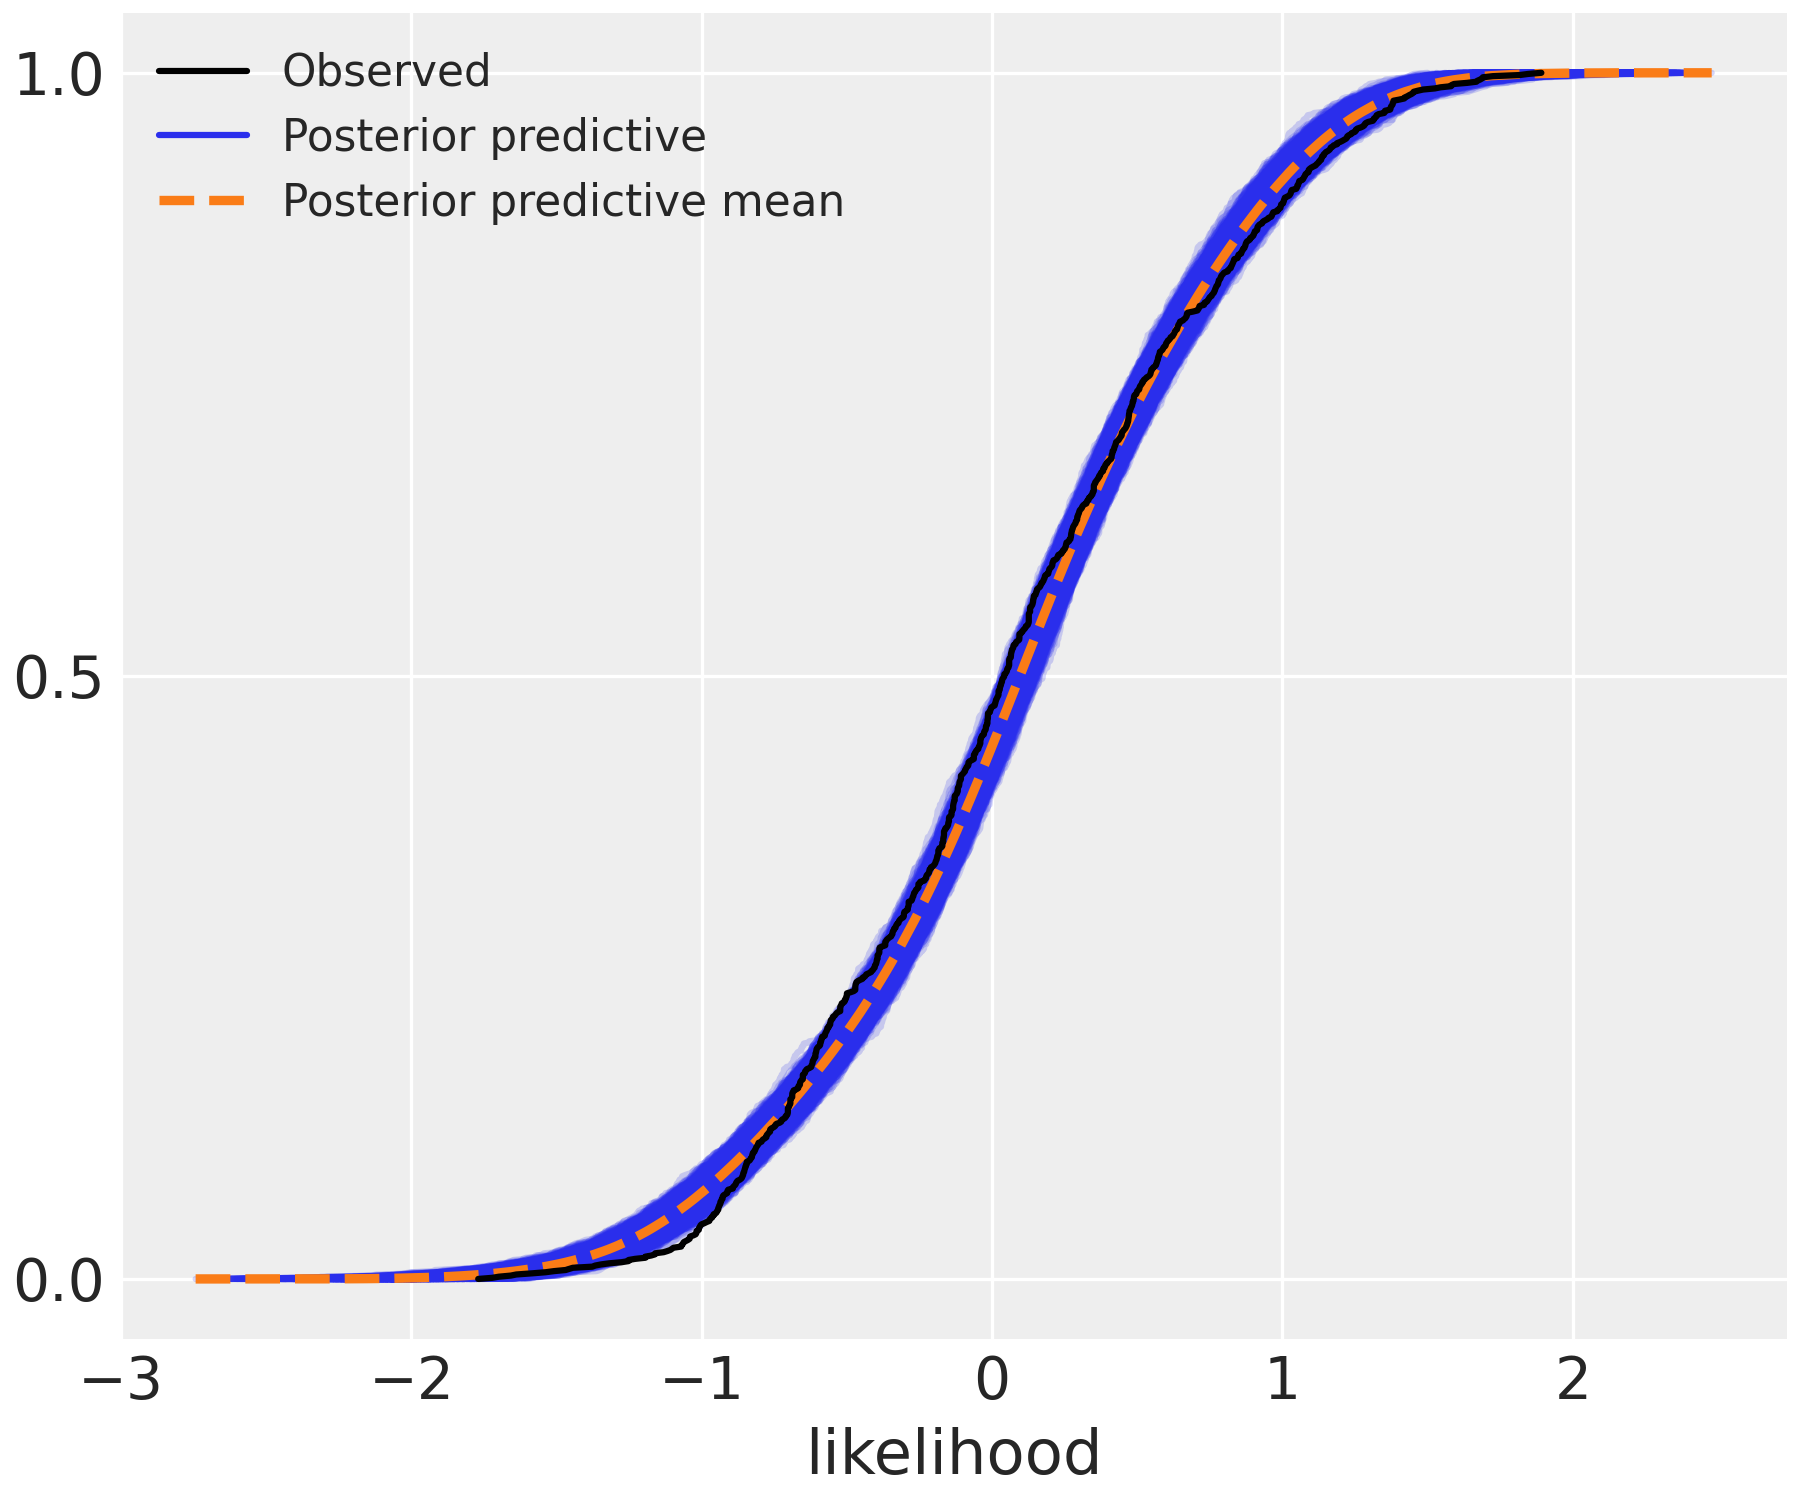 Observed
Posterior predictive
Posterior predictive mean
1.0
0.5
0.0
−3 −2 −1 0 1 2
likelihood